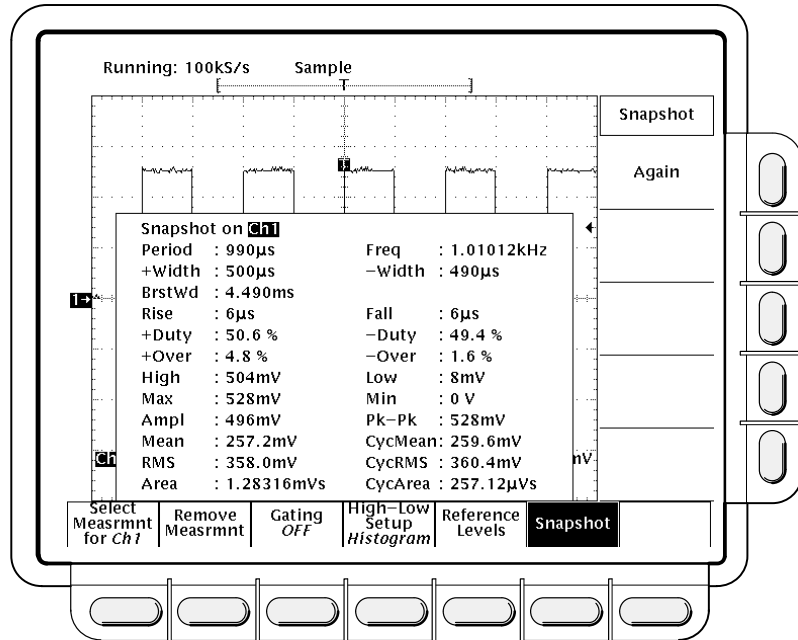 Running: 100kS/s Sample
T
Snapshot
Again
Snapshot on Ch1
Period : 990µs Freq : 1.01012kHz
+Width : 500µs −Width : 490µs
BrstWd : 4.490ms
1→
Rise : 6µs Fall : 6µs
+Duty : 50.6 % −Duty : 49.4 %
+Over : 4.8 % −Over : 1.6 %
High : 504mV Low : 8mV
Max : 528mV Min : 0 V
Ampl : 496mV Pk−Pk : 528mV
Mean : 257.2mV CycMean: 259.6mV
Ch mV
RMS : 358.0mV CycRMS : 360.4mV
Area : 1.28316mVs CycArea : 257.12µVs
Select Measrmnt for Ch1
Remove Measrmnt
Gating OFF
High−Low Setup Histogram
Reference Levels
Snapshot